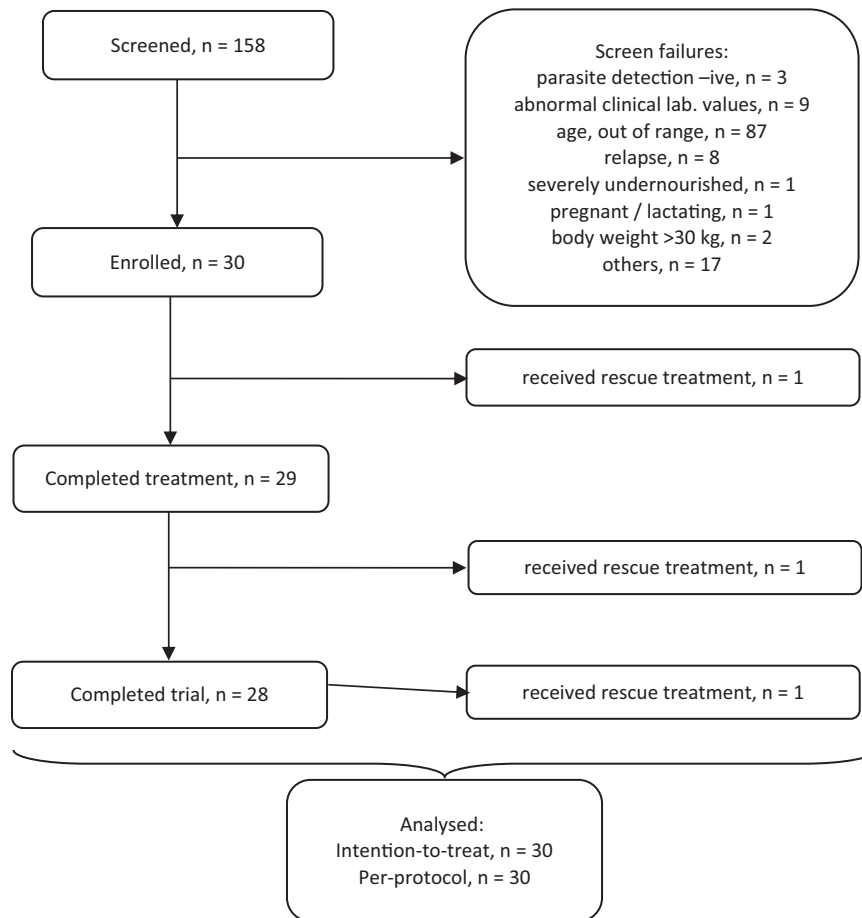 Screened, n = 158
Screen failures:
parasite detection –ive, n = 3
abnormal clinical lab. values, n = 9
age, out of range, n = 87
relapse, n = 8
severely undernourished, n = 1
pregnant / lactating, n = 1
body weight >30 kg, n = 2
others, n = 17
Enrolled, n = 30
received rescue treatment, n = 1
Completed treatment, n = 29
received rescue treatment, n = 1
Completed trial, n = 28
received rescue treatment, n = 1
Analysed:
Intention-to-treat, n = 30
Per-protocol, n = 30